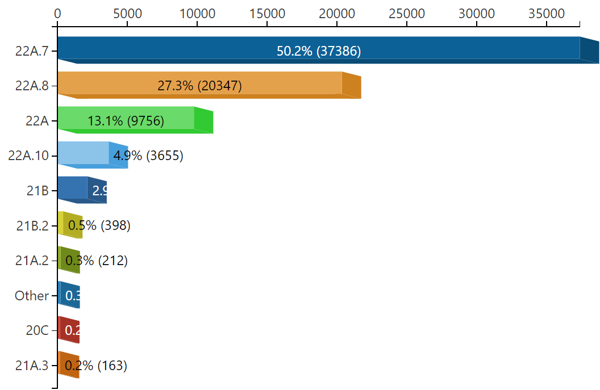 0 5000 10000 15000 20000 25000 30000 35000
22A.7 50.2% (37386)
22A.8 27.3% (20347)
22A 13.1% (9756)
22A.10 4.9% (3655)
21B 2.9
21B.2 0.5% (398)
21A.2 0.3% (212)
Other 0.3
20C 0.2
21A.3 0.2% (163)